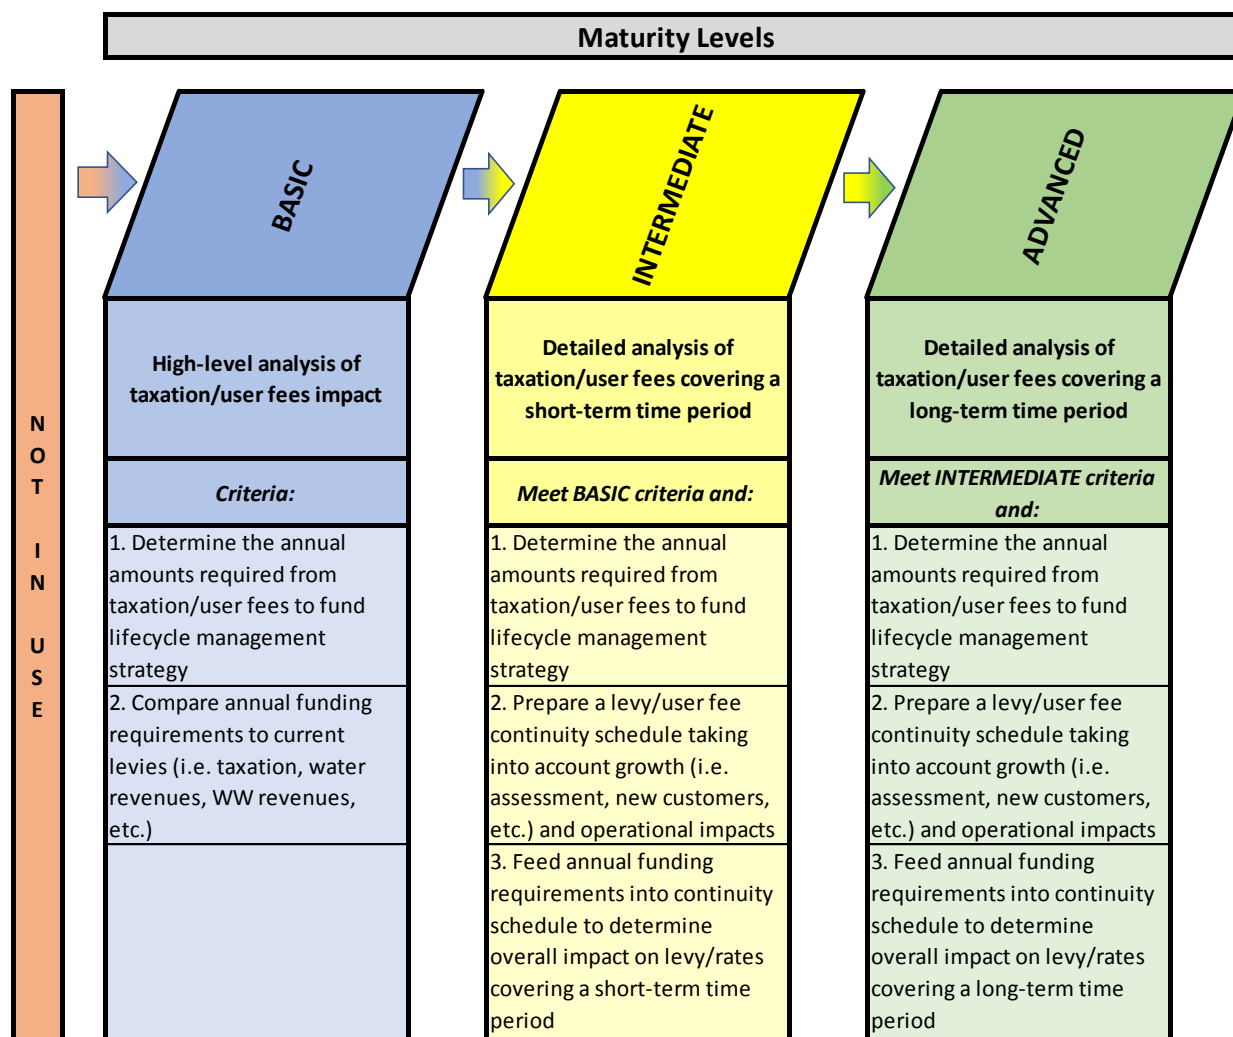 Maturity Levels
N
O
T
I
N
U
S
E
BASIC
High-level analysis of
taxation/user fees impact
Criteria:
1. Determine the annual
amounts required from
taxation/user fees to fund
lifecycle management
strategy
2. Compare annual funding
requirements to current
levies (i.e. taxation, water
revenues, WW revenues,
etc.)
INTERMEDIATE
Detailed analysis of
taxation/user fees covering a
short-term time period
Meet BASIC criteria and:
1. Determine the annual
amounts required from
taxation/user fees to fund
lifecycle management
strategy
2. Prepare a levy/user fee
continuity schedule taking
into account growth (i.e.
assessment, new customers,
etc.) and operational impacts
3. Feed annual funding
requirements into continuity
schedule to determine
overall impact on levy/rates
covering a short-term time
period
ADVANCED
Detailed analysis of
taxation/user fees covering a
long-term time period
Meet INTERMEDIATE criteria
and:
1. Determine the annual
amounts required from
taxation/user fees to fund
lifecycle management
strategy
2. Prepare a levy/user fee
continuity schedule taking
into account growth (i.e.
assessment, new customers,
etc.) and operational impacts
3. Feed annual funding
requirements into continuity
schedule to determine
overall impact on levy/rates
covering a long-term time
period